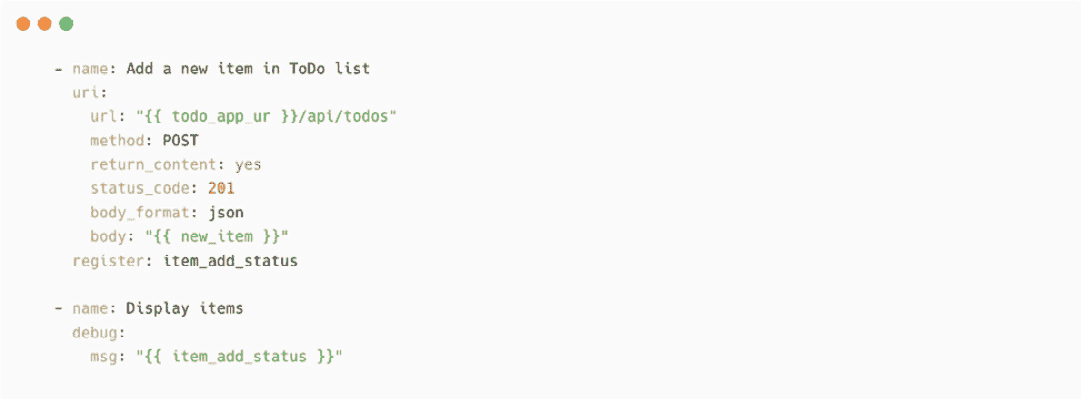 - name: Add a new item in ToDo list
  uri:
    url: "{{ todo_app_ur }}/api/todos"
    method: POST
    return_content: yes
    status_code: 201
    body_format: json
    body: "{{ new_item }}"
  register: item_add_status

- name: Display items
  debug:
    msg: "{{ item_add_status }}"